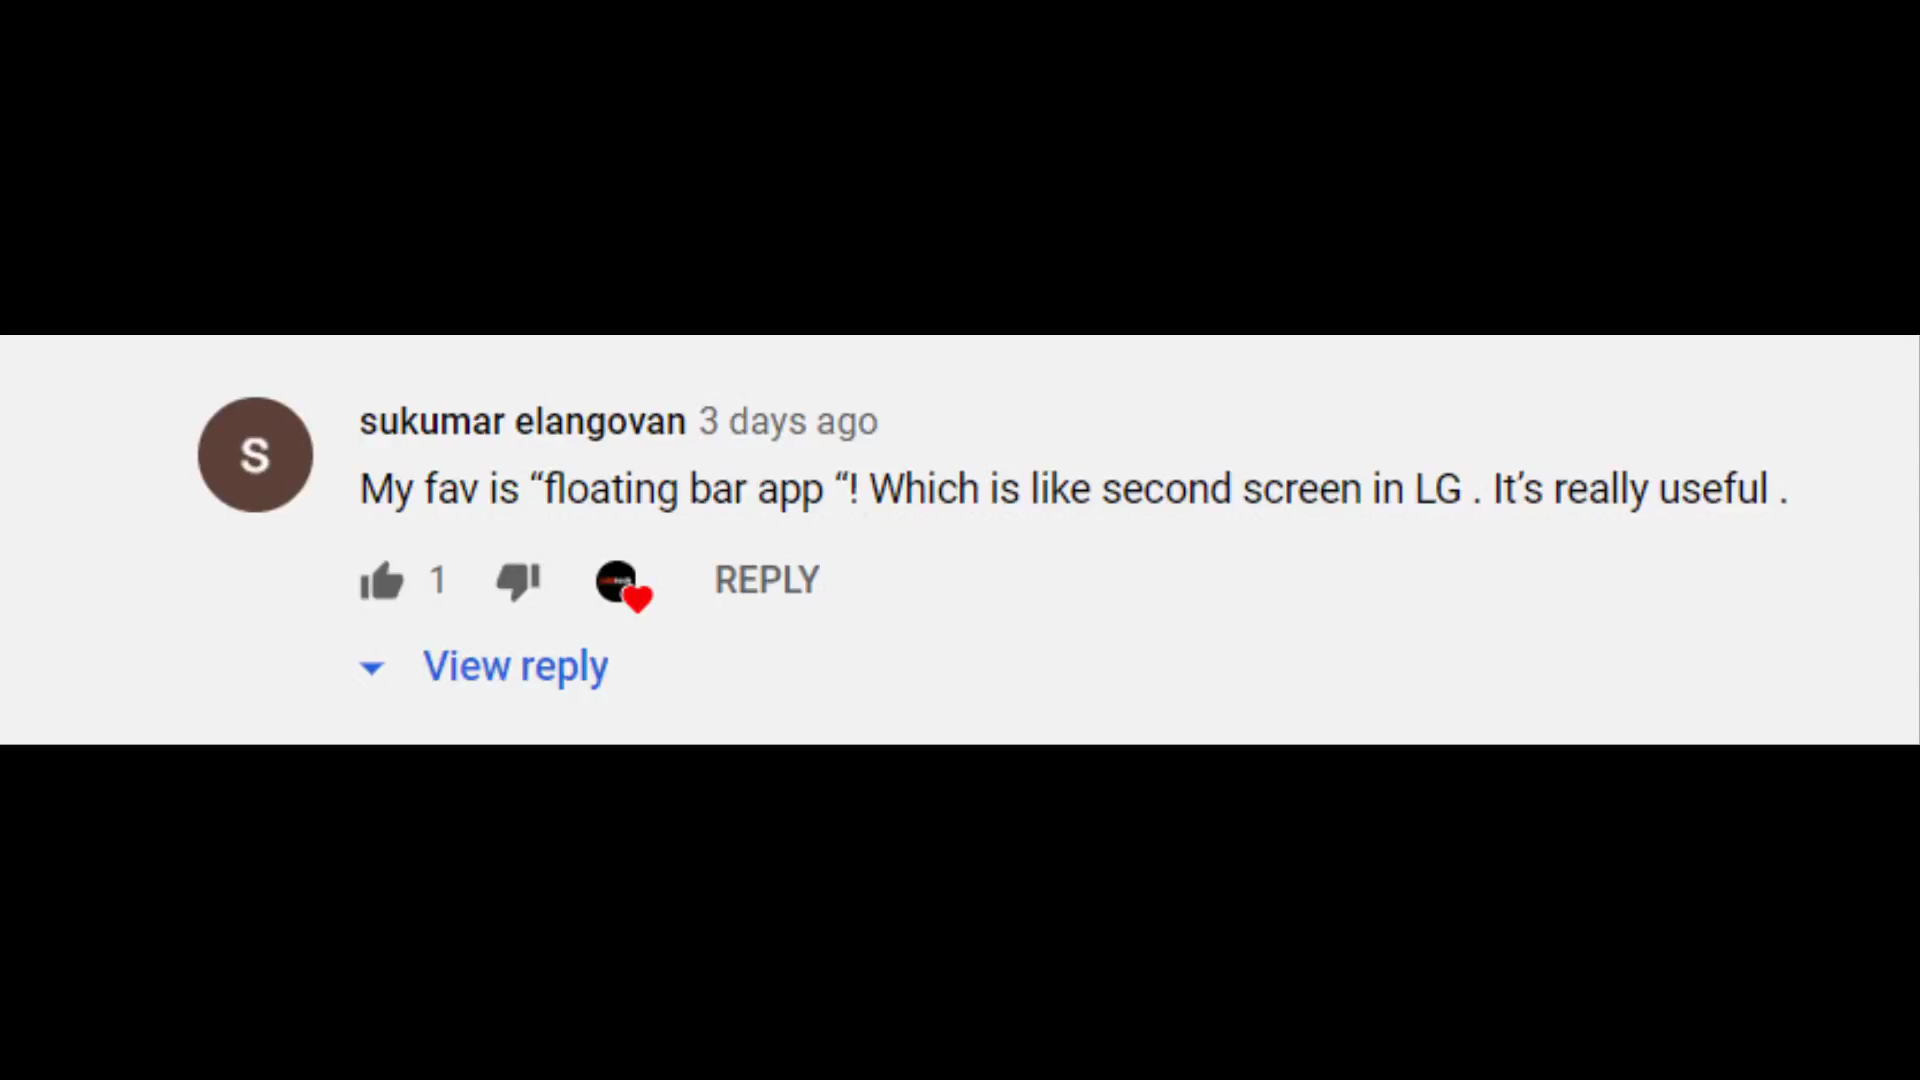 S
sukumar elangovan 3 days ago
My fav is “floating bar app “! Which is like second screen in LG . It’s really useful .
1 REPLY
View reply